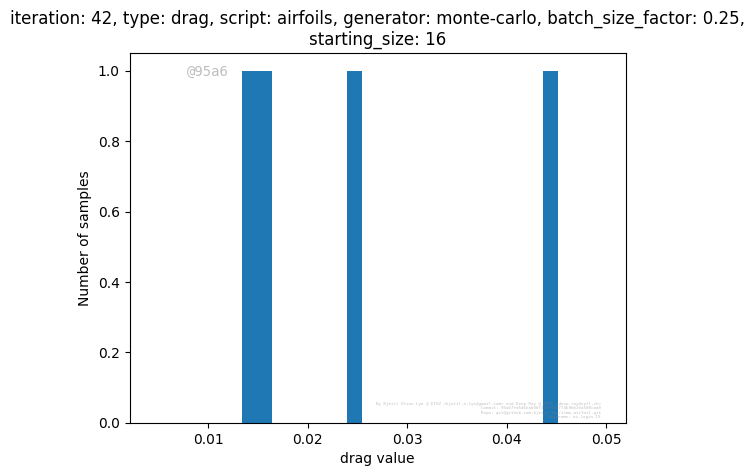 iteration: 42, type: drag, script: airfoils, generator: monte-carlo, batch_size_factor: 0.25,
starting_size: 16
@95a6
1.0
0.8
0.6
0.4
0.2
0.0
Number of samples
0.01
0.02
0.03
0.04
0.05
drag value